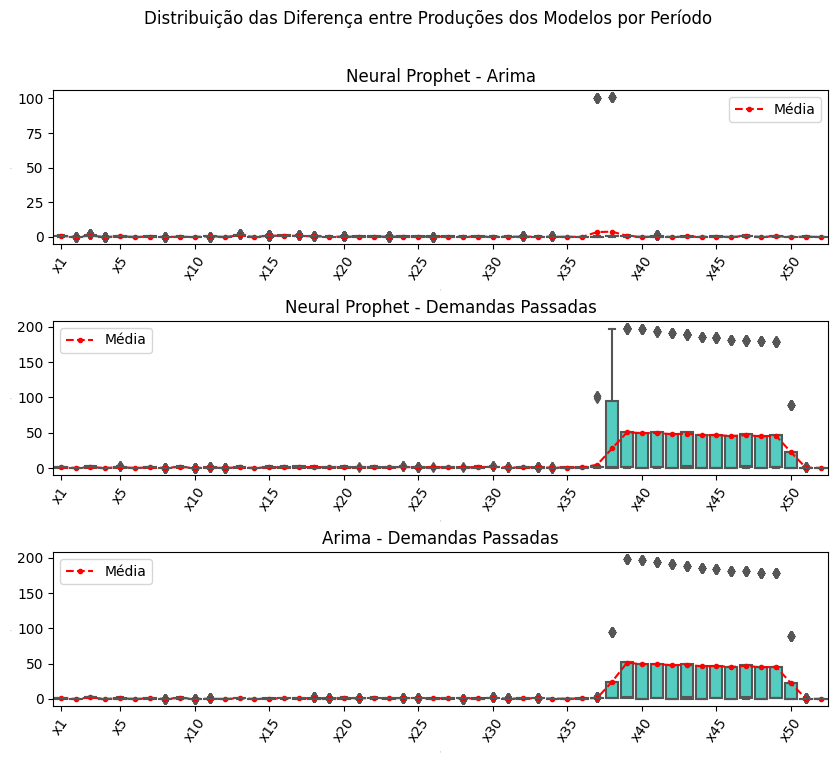 Distribuição das Diferença entre Produções dos Modelos por Período
Neural Prophet - Arima
Média
100
75
50
25
0
x1
x5
x10
x15
x20
x25
x30
x35
x40
x45
x50
Neural Prophet - Demandas Passadas
Média
200
150
100
50
0
x1
x5
x10
x15
x20
x25
x30
x35
x40
x45
x50
Arima - Demandas Passadas
Média
200
150
100
50
0
x1
x5
x10
x15
x20
x25
x30
x35
x40
x45
x50